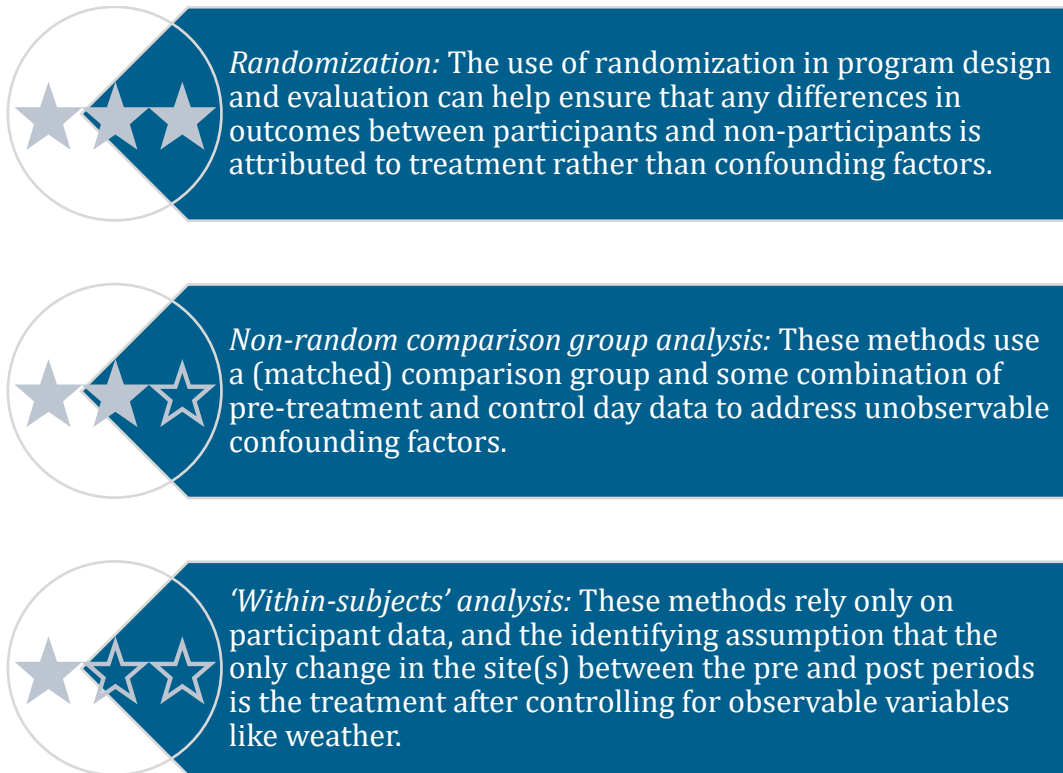 Randomization: The use of randomization in program design
and evaluation can help ensure that any differences in
outcomes between participants and non-participants is
attributed to treatment rather than confounding factors.
Non-random comparison group analysis: These methods use
a (matched) comparison group and some combination of
pre-treatment and control day data to address unobservable
confounding factors.
‘Within-subjects’ analysis: These methods rely only on
participant data, and the identifying assumption that the
only change in the site(s) between the pre and post periods
is the treatment after controlling for observable variables
like weather.